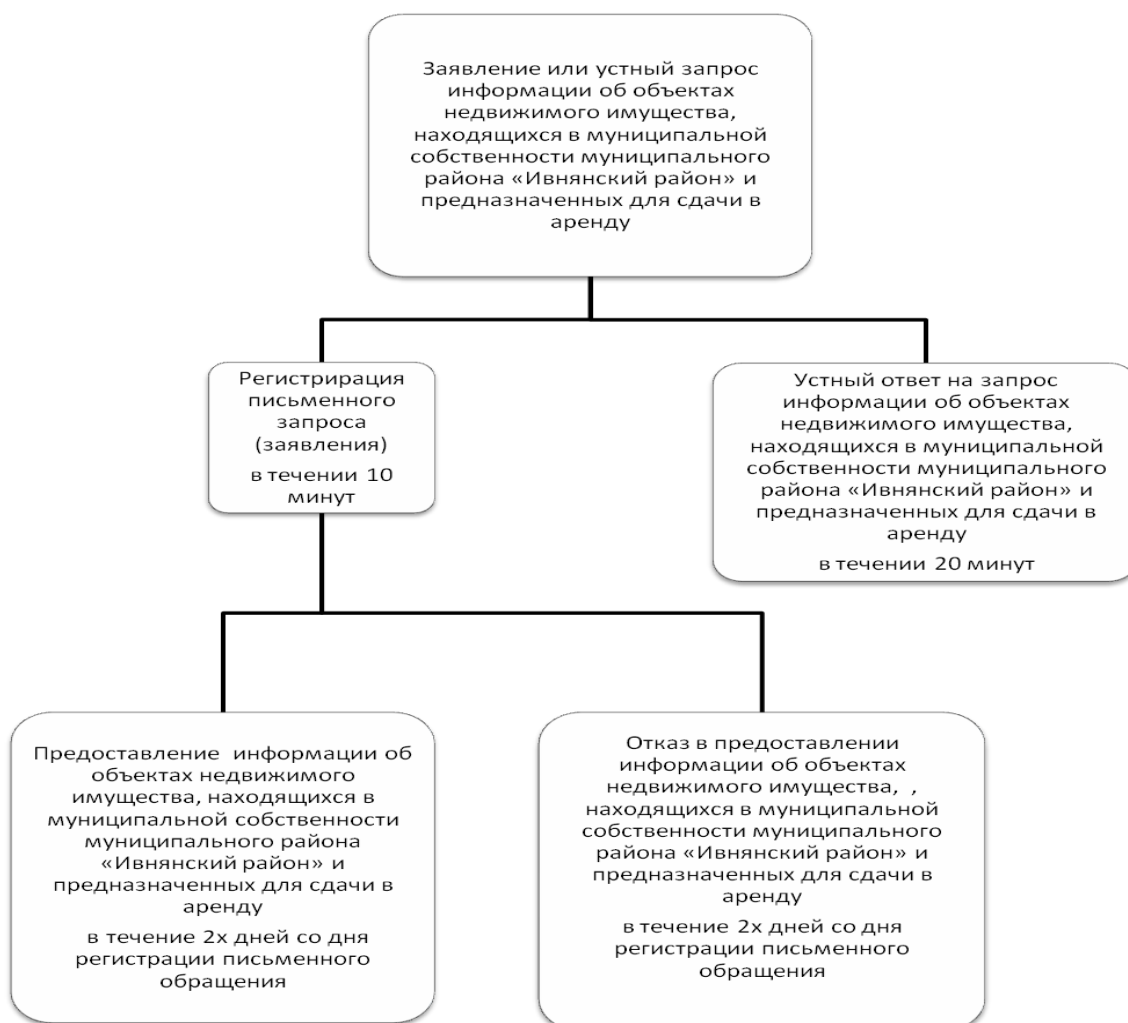 Заявление или устный запрос
информации об объектах
недвижимого имущества,
находящихся в муниципальной
собственности муниципального
района «Ивнянский район» и
предназначенных для сдачи в
аренду
Регистрирация
письменного
запроса
(заявления)
в течении 10
минут
Устный ответ на запрос
информации об объектах
недвижимого имущества,
находящихся в муниципальной
собственности муниципального
района «Ивнянский район» и
предназначенных для сдачи в
аренду
в течении 20 минут
Предоставление информации об
объектах недвижимого
имущества, находящихся в
муниципальной собственности
муниципального района
«Ивнянский район» и
предназначенных для сдачи в
аренду
в течение 2х дней со дня
регистрации письменного
обращения
Отказ в предоставлении
информации об объектах
недвижимого имущества, ,
находящихся в муниципальной
собственности муниципального
района «Ивнянский район» и
предназначенных для сдачи в
аренду
в течение 2х дней со дня
регистрации письменного
обращения